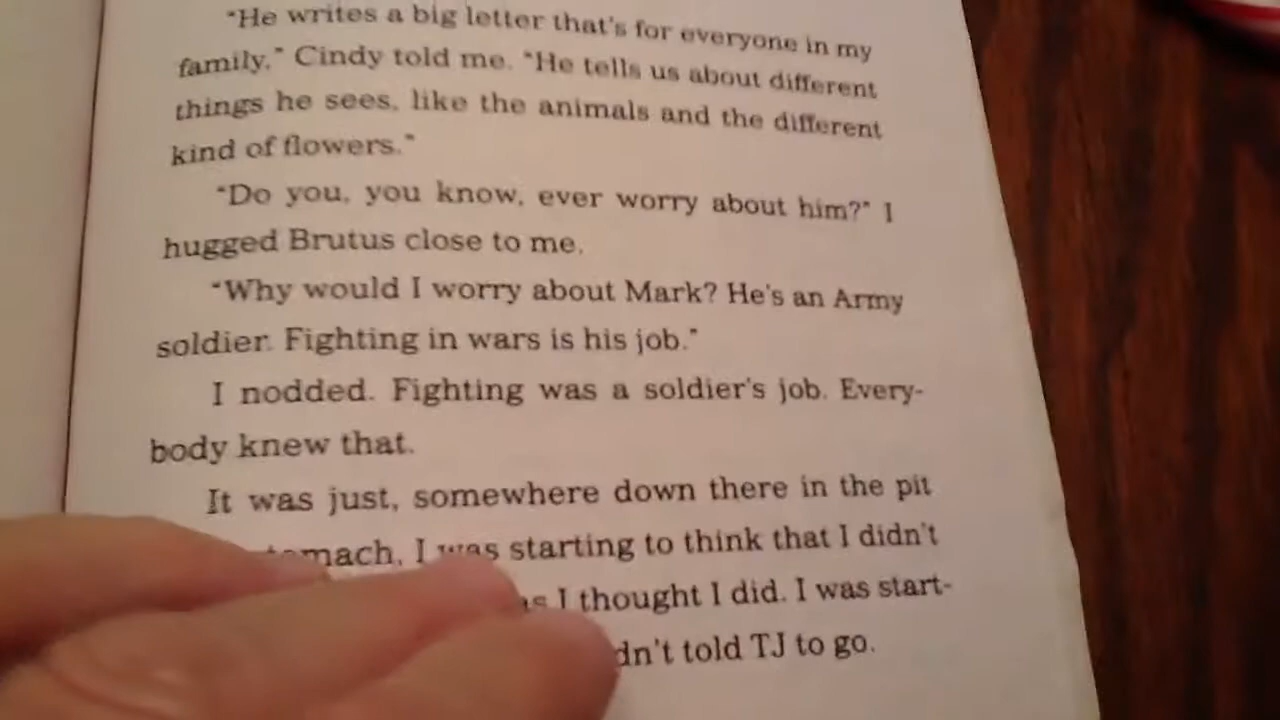 "He writes a big letter that's for everyone in my
family," Cindy told me. "He tells us about different
things he sees, like the animals and the different
kind of flowers."
"Do you, you know, ever worry about him?" I
hugged Brutus close to me.
"Why would I worry about Mark? He's an Army
soldier. Fighting in wars is his job."
I nodded. Fighting was a soldier's job. Every-
body knew that.
It was just, somewhere down there in the pit
I was starting to think that I didn't
I thought I did. I was start-
told TJ to go.